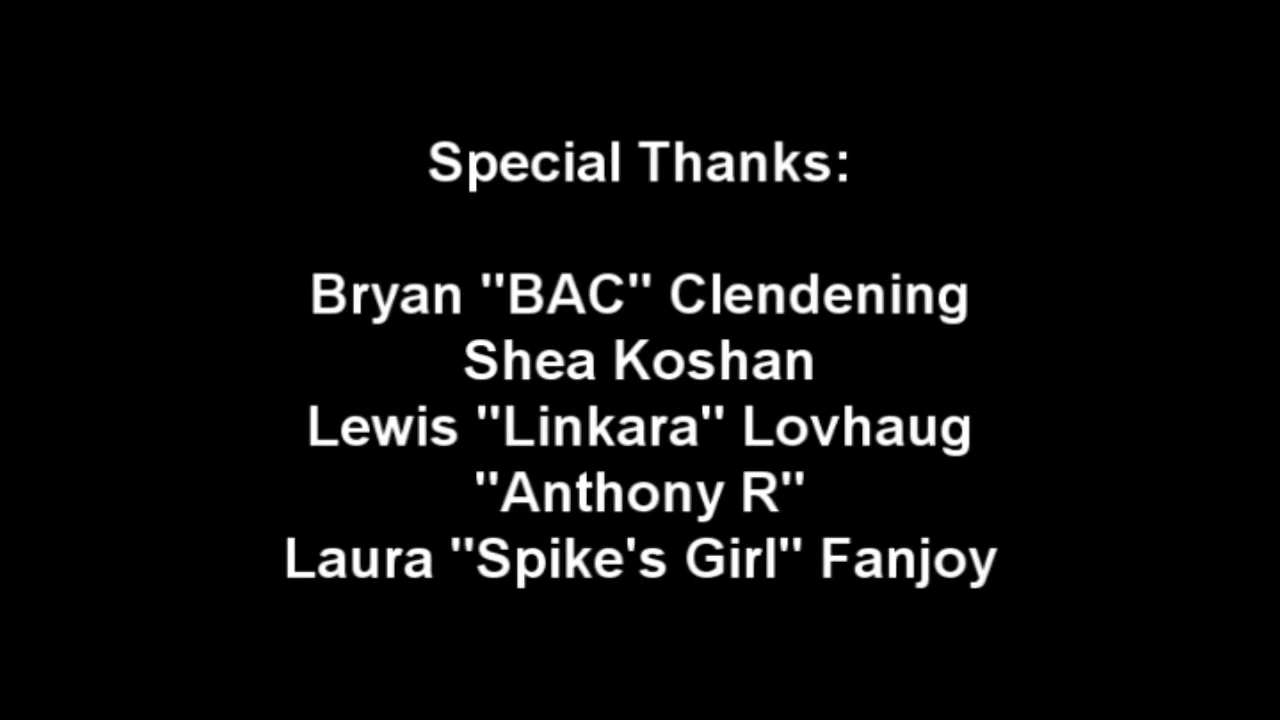 Special Thanks:
Bryan "BAC" Clendening
Shea Koshan
Lewis "Linkara" Lovhaug
"Anthony R"
Laura "Spike's Girl" Fanjoy